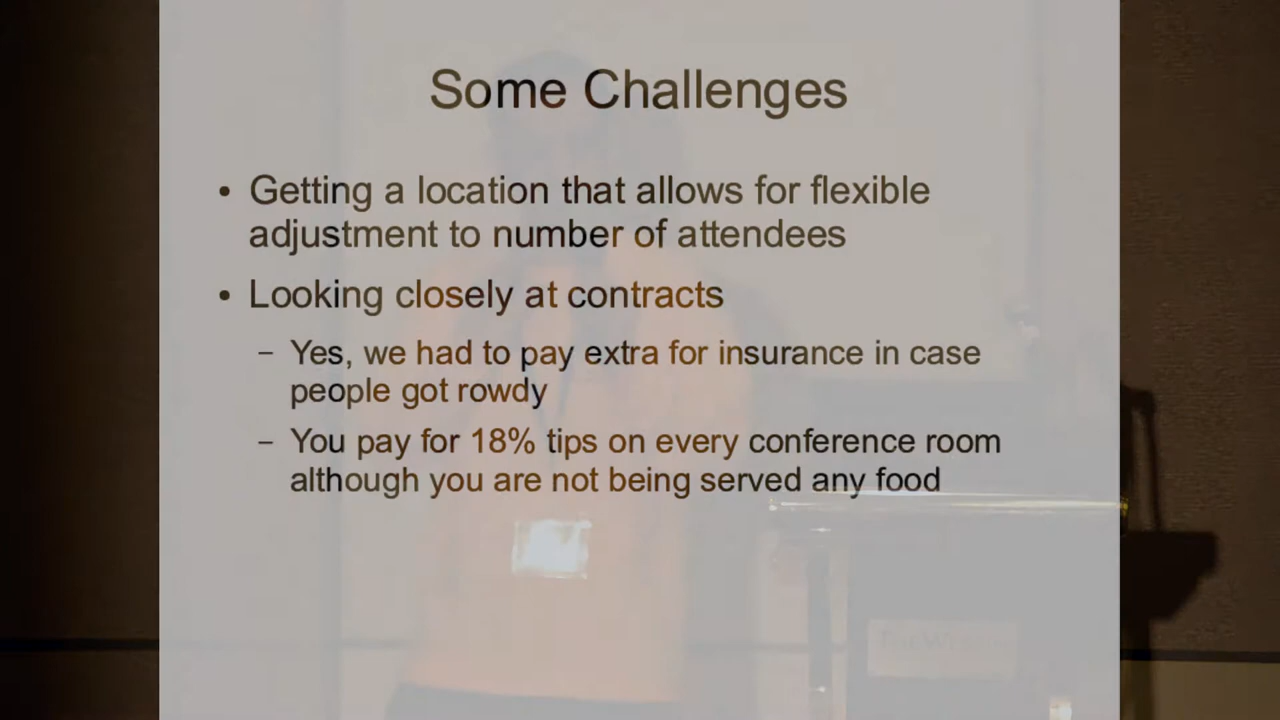 Some Challenges
• Getting a location that allows for flexible
adjustment to number of attendees
• Looking closely at contracts
– Yes, we had to pay extra for insurance in case
people got rowdy
– You pay for 18% tips on every conference room
although you are not being served any food